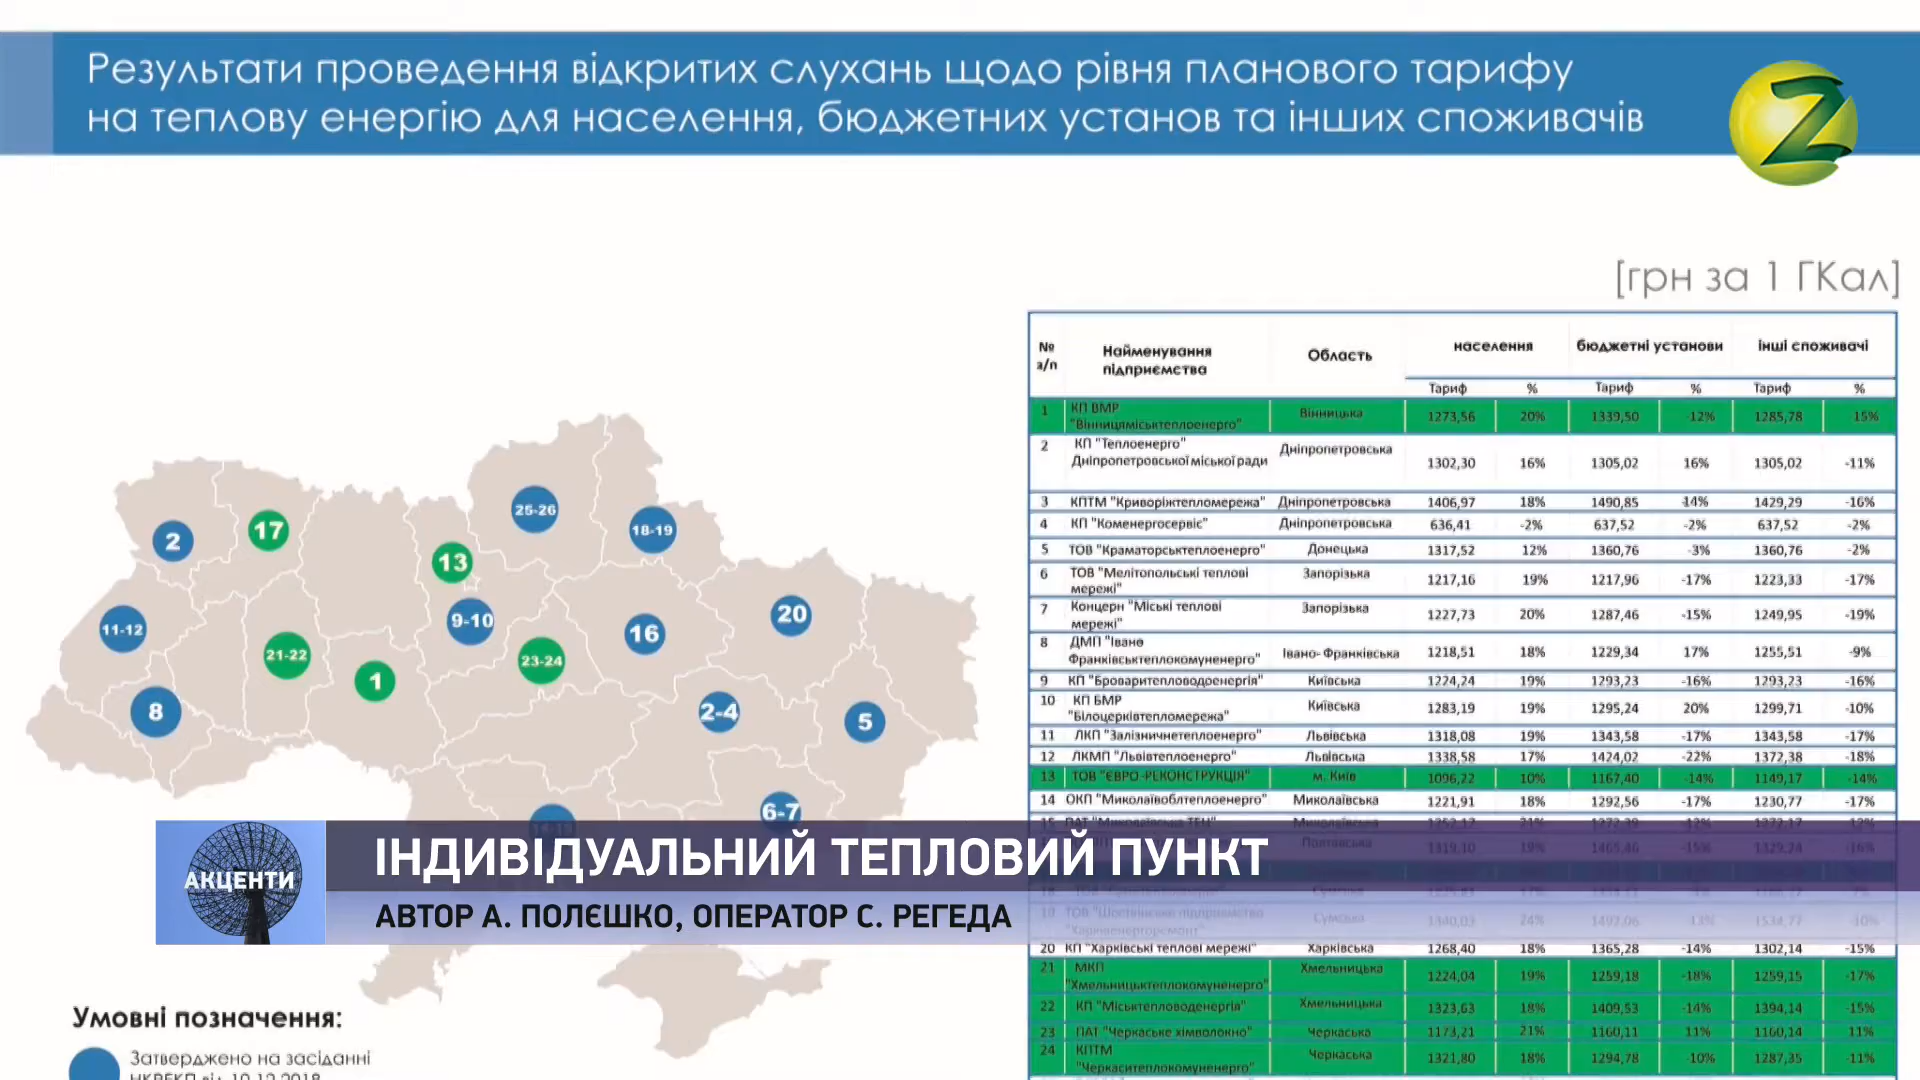 Результати проведення відкритих слухань щодо рівня планового тарифу
на теплову енергію для населення, бюджетних установ та інших споживачів
Z
[грн за 1 ГКал]
№ з/п Найменування підприємства Область населення бюджетні установи інші споживачі
Тариф % Тариф % Тариф %
1 КП ВМР "Вінницяміськтеплоенерго" Вінницька 1273,56 20% 1339,50 -12% 1285,78 15%
2 КП "Теплоенерго" Дніпропетровської міської ради Дніпропетровська 1302,30 16% 1305,02 16% 1305,02 -11%
3 КПТМ "Криворіжтепломережа" Дніпропетровська 1406,97 18% 1490,85 -14% 1429,29 -16%
4 КП "Коменергосервіс" Дніпропетровська 636,41 -2% 637,52 -2% 637,52 -2%
5 ТОВ "Краматорськтеплоенерго" Донецька 1317,52 12% 1360,76 -3% 1360,76 -2%
6 ТОВ "Мелітопольські теплові мережі" Запорізька 1217,16 19% 1217,96 -17% 1223,33 -17%
7 Концерн "Міські теплові мережі" Запорізька 1227,73 20% 1287,46 -15% 1249,95 -19%
8 ДМП "Івано Франківськтеплокомуненерго" Івано- Франківська 1218,51 18% 1229,34 17% 1255,51 -9%
9 КП "Броваритепловодоенергія" Київська 1224,24 19% 1293,23 -16% 1293,23 -16%
10 КП БМР "Білоцерківтепломережа" Київська 1283,19 19% 1295,24 20% 1299,71 -10%
11 ЛКП "Залізничнетеплоенерго" Львівська 1318,08 19% 1343,58 -17% 1343,58 -17%
12 ЛКМП "Львівтеплоенерго" Львівська 1338,58 17% 1424,02 -22% 1372,38 -18%
13 ТОВ "ЄВРО-РЕКОНСТРУКЦІЯ" м. Київ 1096,22 10% 1167,40 -14% 1149,17 -14%
14 ОКП "Миколаївоблтеплоенерго" Миколаївська 1221,91 18% 1292,56 -17% 1230,77 -17%
20 КП "Харківські теплові мережі" Харківська 1268,40 18% 1365,28 -14% 1302,14 -15%
21 МКП "Хмельницьктеплокомуненерго" Хмельницька 1224,04 19% 1259,18 -18% 1259,15 -17%
22 КП "Міськтепловоденергія" Хмельницька 1323,63 18% 1409,53 -14% 1394,14 -15%
23 ПАТ "Черкаське хімволокно" Черкаська 1173,21 21% 1160,11 11% 1160,14 11%
24 КПТМ "Черкаситеплокомуненерго" Черкаська 1321,80 18% 1294,78 -10% 1287,35 -11%
25-26
17
2
18-19
13
20
11-12
9-10
16
21-22
23-24
1
8
2-4
5
6-7
АКЦЕНТИ
ІНДИВІДУАЛЬНИЙ ТЕПЛОВИЙ ПУНКТ
АВТОР А. ПОЛЄШКО, ОПЕРАТОР С. РЕГЕДА
Умовні позначення:
Затверджено на засіданні
НКРЕКП від 10.12.2018